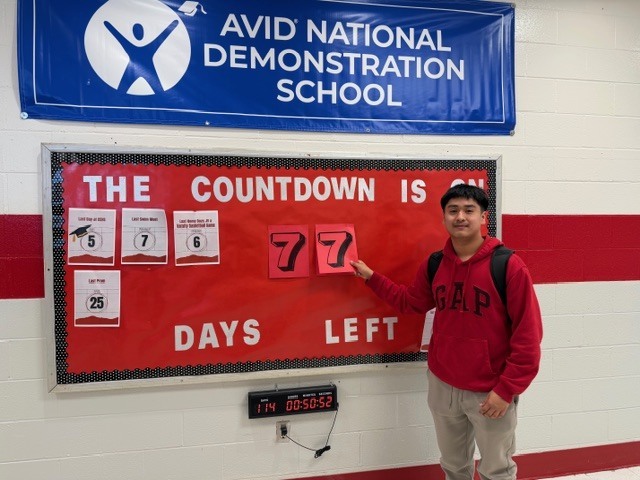 AVID® NATIONAL
DEMONSTRATION
SCHOOL
THE COUNTDOWN IS ON
5
7
6
77
25
DAYS LEFT
114 00:50:52
GAP